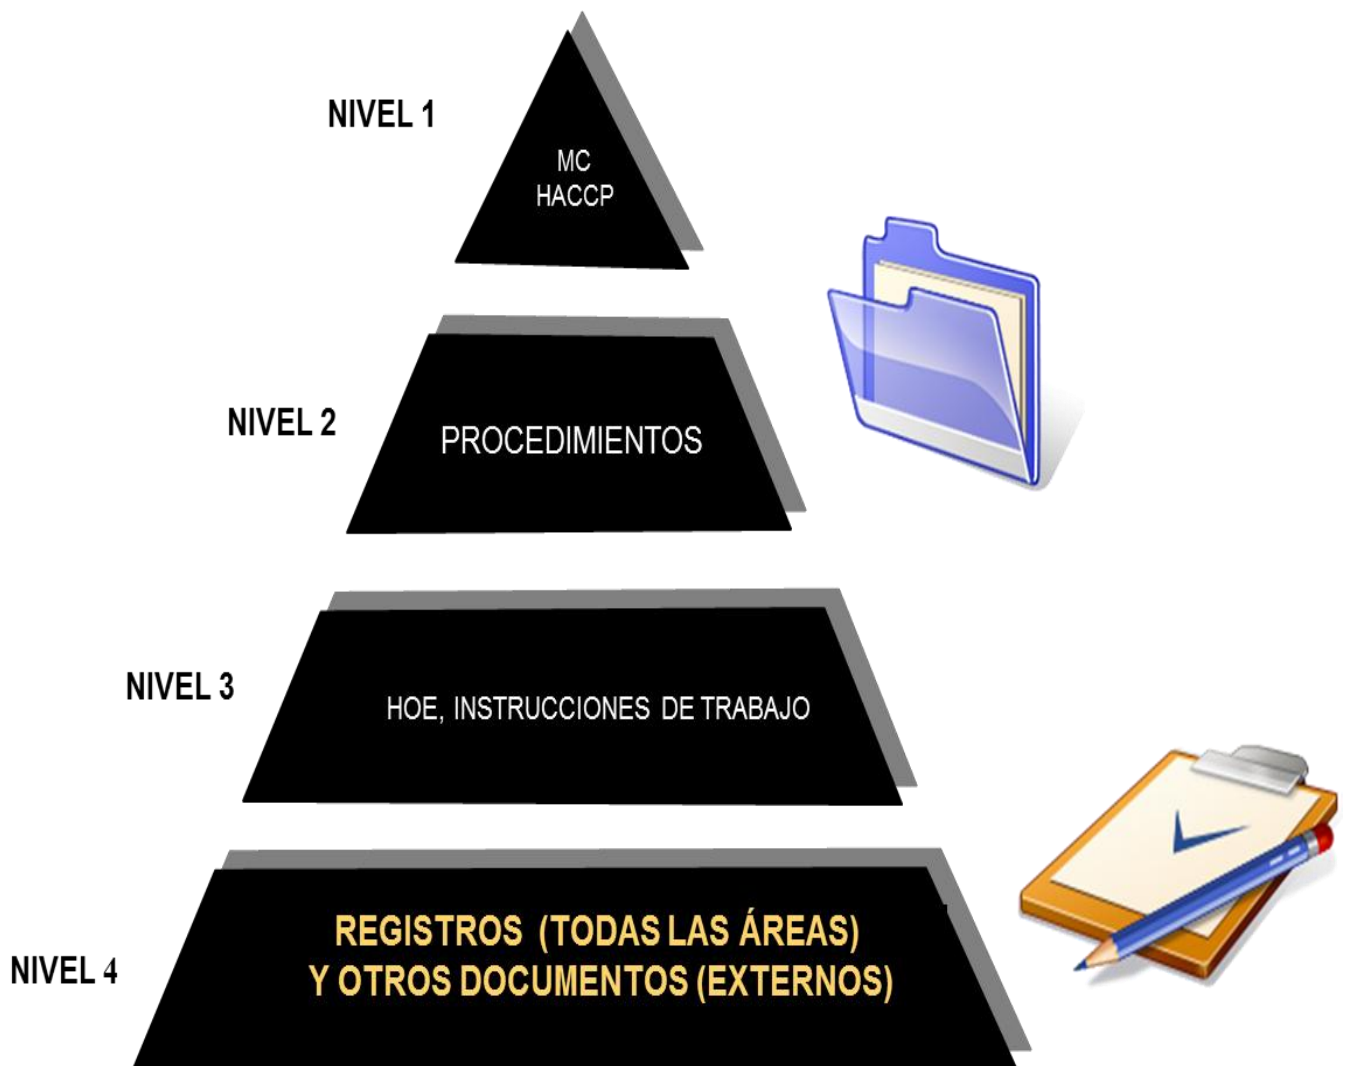 NIVEL 1
MC
HACCP
NIVEL 2
PROCEDIMIENTOS
NIVEL 3
HOE, INSTRUCCIONES DE TRABAJO
NIVEL 4
REGISTROS (TODAS LAS ÁREAS)
Y OTROS DOCUMENTOS (EXTERNOS)